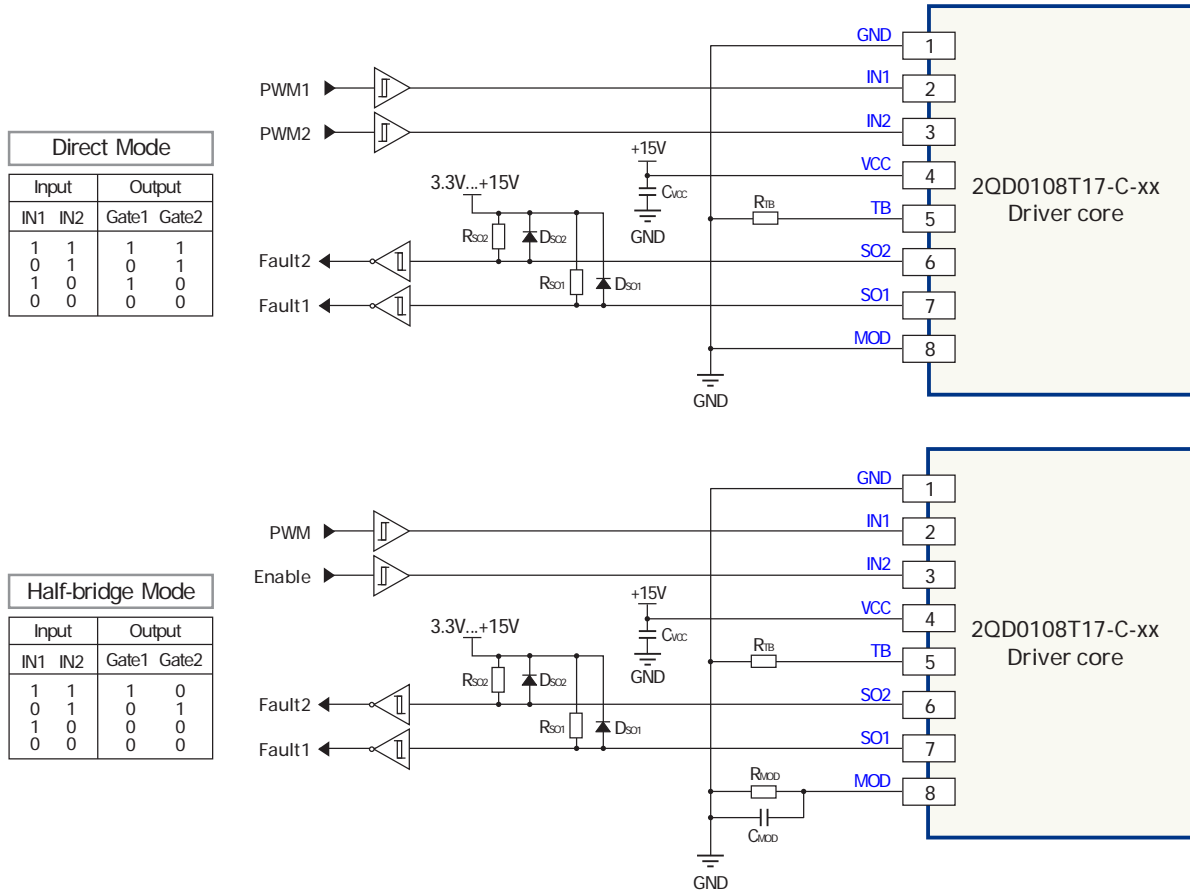 GND
1
PWM1
IN1
2
PWM2
IN2
3
Direct Mode
Input Output
IN1 IN2 Gate1 Gate2
1 1 1 1
0 1 0 1
1 0 1 0
0 0 0 0
+15V
VCC
4
CVCC
GND
3.3V...+15V
RTB
TB
5
2QD0108T17-C-xx
Driver core
RSO2
DSO2
Fault2
SO2
6
RSO1
DSO1
Fault1
SO1
7
MOD
8
GND
GND
1
PWM
IN1
2
Enable
IN2
3
Half-bridge Mode
Input Output
IN1 IN2 Gate1 Gate2
1 1 1 0
0 1 0 1
1 0 0 0
0 0 0 0
+15V
VCC
4
CVCC
GND
3.3V...+15V
RTB
TB
5
2QD0108T17-C-xx
Driver core
RSO2
DSO2
Fault2
SO2
6
RSO1
DSO1
Fault1
SO1
7
RMOD
MOD
8
CMOD
GND